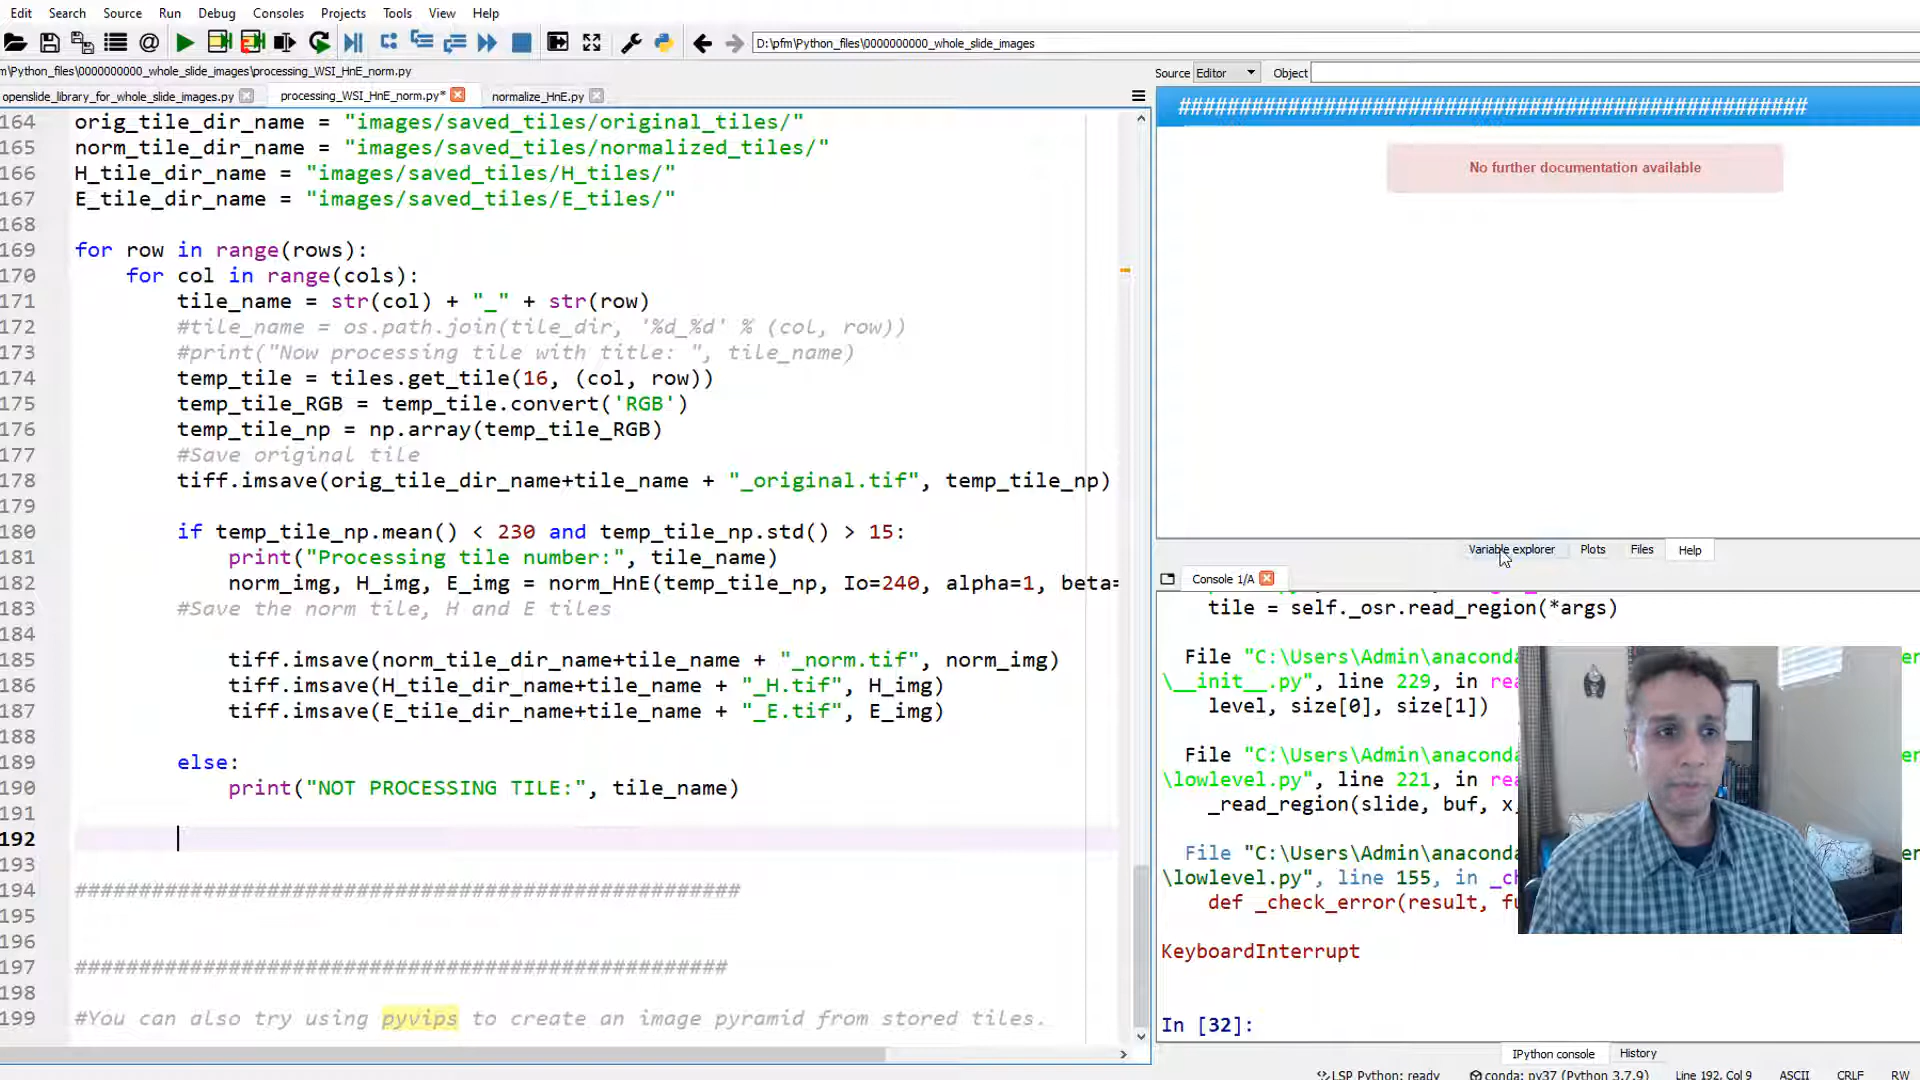 Edit Search Source Run Debug Consoles Projects Tools View Help
D:\pfm\Python_files\0000000000_whole_slide_images
m\Python_files\0000000000_whole_slide_images\processing_WSI_HnE_norm.py
openslide_library_for_whole_slide_images.py processing_WSI_HnE_norm.py* normalize_HnE.py
164 orig_tile_dir_name = "images/saved_tiles/original_tiles/"
165 norm_tile_dir_name = "images/saved_tiles/normalized_tiles/"
166 H_tile_dir_name = "images/saved_tiles/H_tiles/"
167 E_tile_dir_name = "images/saved_tiles/E_tiles/"
168
169 for row in range(rows):
170 for col in range(cols):
171 tile_name = str(col) + "_" + str(row)
172 #tile_name = os.path.join(tile_dir, '%d_%d' % (col, row))
173 #print("Now processing tile with title: ", tile_name)
174 temp_tile = tiles.get_tile(16, (col, row))
175 temp_tile_RGB = temp_tile.convert('RGB')
176 temp_tile_np = np.array(temp_tile_RGB)
177 #Save original tile
178 tiff.imsave(orig_tile_dir_name+tile_name + "_original.tif", temp_tile_np)
179
180 if temp_tile_np.mean() < 230 and temp_tile_np.std() > 15:
181 print("Processing tile number:", tile_name)
182 norm_img, H_img, E_img = norm_HnE(temp_tile_np, Io=240, alpha=1, beta=
183 #Save the norm tile, H and E tiles
184
185 tiff.imsave(norm_tile_dir_name+tile_name + "_norm.tif", norm_img)
186 tiff.imsave(H_tile_dir_name+tile_name + "_H.tif", H_img)
187 tiff.imsave(E_tile_dir_name+tile_name + "_E.tif", E_img)
188
189 else:
190 print("NOT PROCESSING TILE:", tile_name)
191
192
193
194 ####################################################
195
196
197 ###################################################
198
199 #You can also try using pyvips to create an image pyramid from stored tiles.
Source Editor Object
####################################################
No further documentation available
Variable explorer Plots Files Help
Console 1/A
tile = self._osr.read_region(*args)
File "C:\Users\Admin\anaconda
\__init__.py", line 229, in rea
level, size[0], size[1])
File "C:\Users\Admin\anaconda
\lowlevel.py", line 221, in rea
_read_region(slide, buf, x,
File "C:\Users\Admin\anaconda
\lowlevel.py", line 155, in _ch
def _check_error(result, fu
KeyboardInterrupt
In [32]:
IPython console History
LSP Python: ready conda: py37 (Python 3.7.9) Line 192, Col 9 ASCII CRLF RW